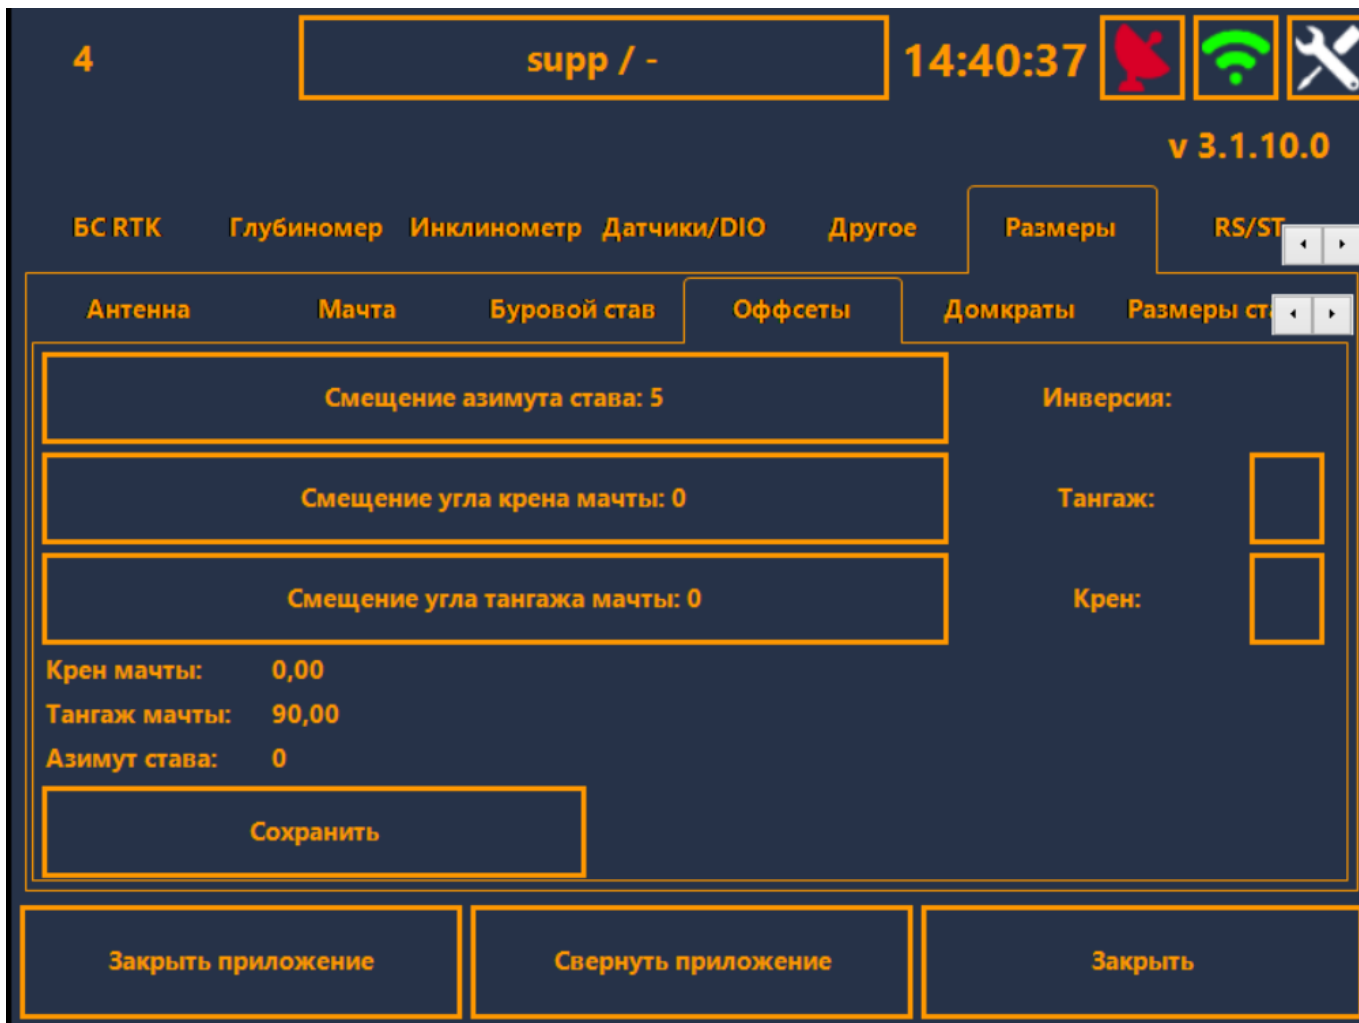 4
supp / -
14:40:37
v 3.1.10.0
БС RTK Глубиномер Инклинометр Датчики/DIO Другое Размеры RS/ST
Антенна Мачта Буровой став Оффсеты Домкраты Размеры ст
Смещение азимута става: 5
Инверсия:
Смещение угла крена мачты: 0
Тангаж:
Смещение угла тангажа мачты: 0
Крен:
Крен мачты: 0,00
Тангаж мачты: 90,00
Азимут става: 0
Сохранить
Закрыть приложение Свернуть приложение Закрыть